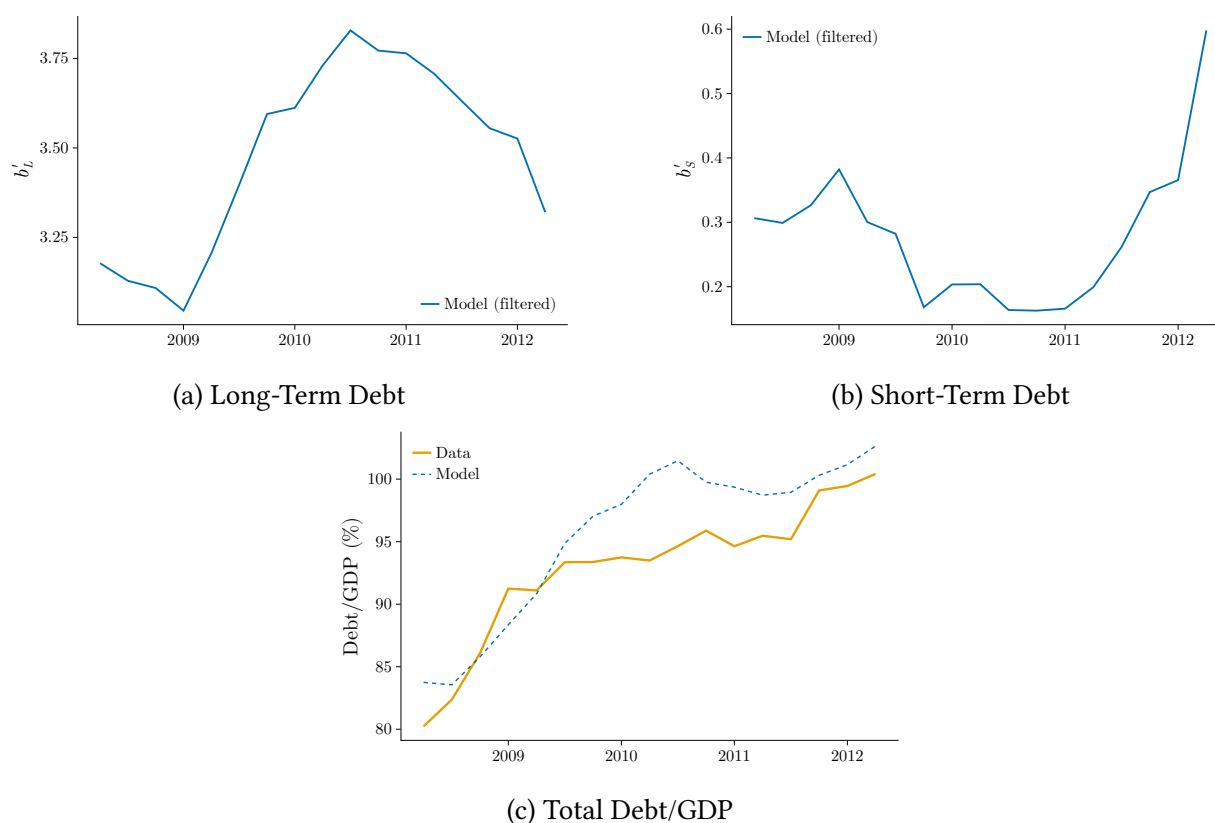 3.75
3.50
3.25
b'_L
Model (filtered)
2009 2010 2011 2012
(a) Long-Term Debt
0.6
0.5
0.4
0.3
0.2
b'_S
Model (filtered)
2009 2010 2011 2012
(b) Short-Term Debt
100
95
90
85
80
Debt/GDP (%)
Data
Model
2009 2010 2011 2012
(c) Total Debt/GDP